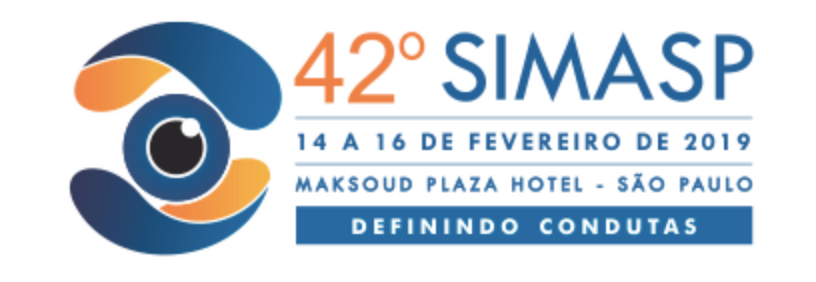 42º SIMASP
14 A 16 DE FEVEREIRO DE 2019
MAKSOUD PLAZA HOTEL - SÃO PAULO
DEFININDO CONDUTAS